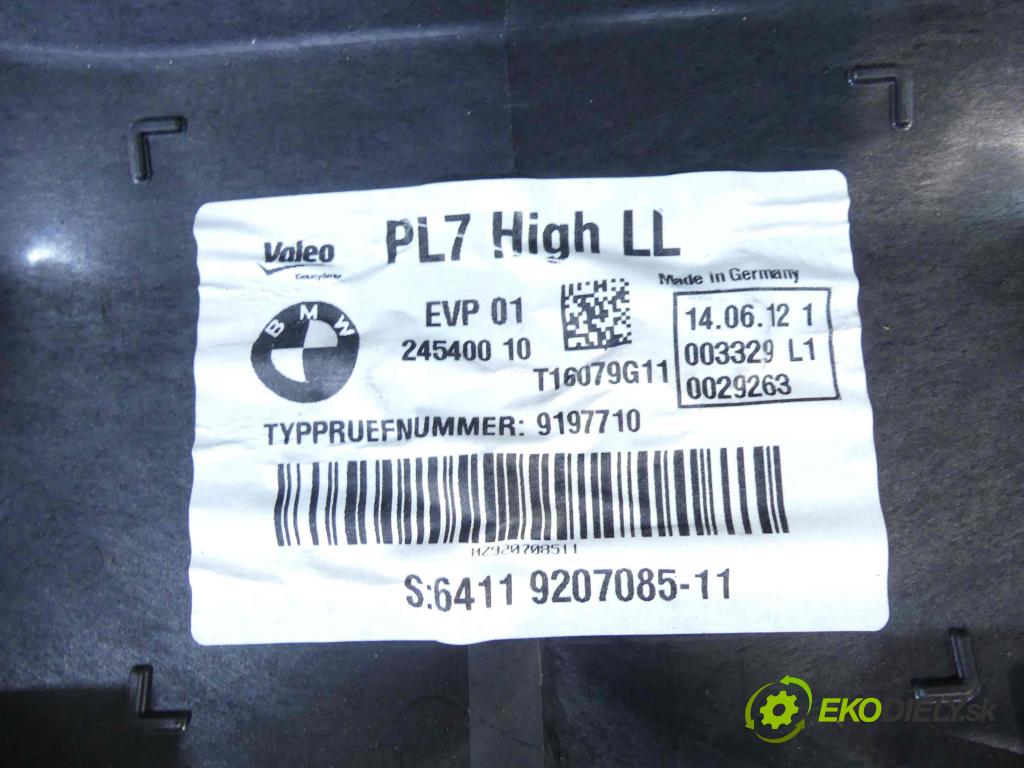 Valeo
PL7 High LL
Made in Germany
BMW
EVP 01
245400 10
T16079G11
14.06.12 1
003329 L1
0029263
TYPPRUEFNUMMER: 9197710
HZ920708511
S:6411 9207085-11
EKODIELY.sk